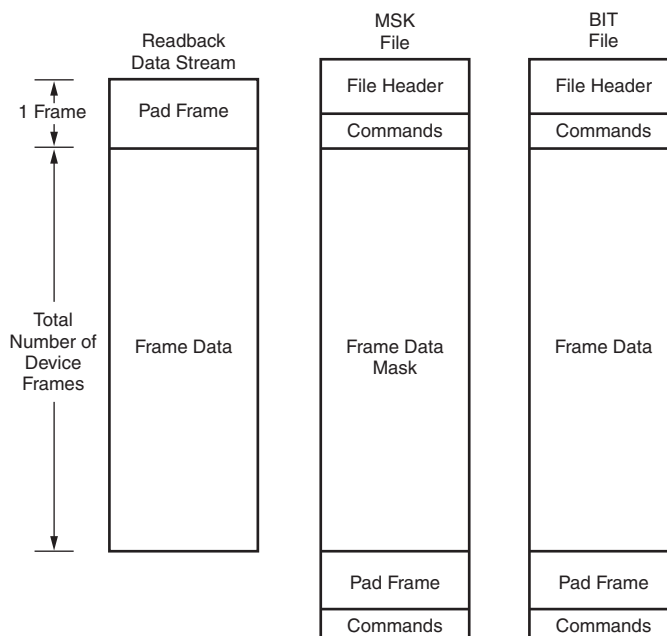 Readback
Data Stream
MSK
File
BIT
File
1 Frame
Pad Frame
File Header
Commands
File Header
Commands
Total
Number of
Device
Frames
Frame Data
Frame Data
Mask
Frame Data
Pad Frame
Commands
Pad Frame
Commands